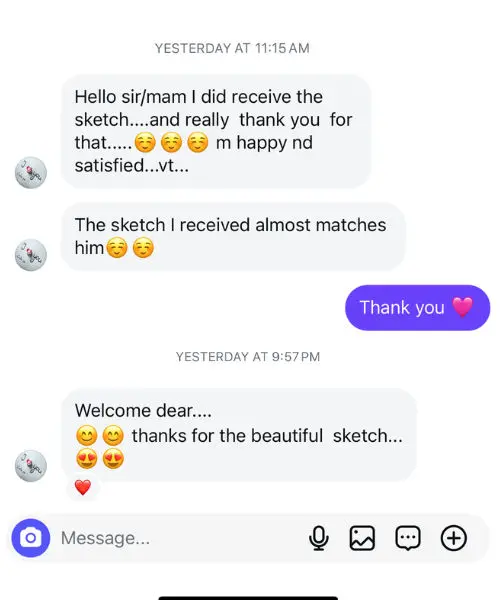 YESTERDAY AT 11:15 AM
Hello sir/mam I did receive the
sketch....and really thank you for
that.....☺️ ☺️ ☺️ m happy nd
satisfied...vt...
The sketch I received almost matches
him☺️ ☺️
Thank you 💓
YESTERDAY AT 9:57 PM
Welcome dear....
😊 😊 thanks for the beautiful sketch...
😍 😍
❤️
Message...